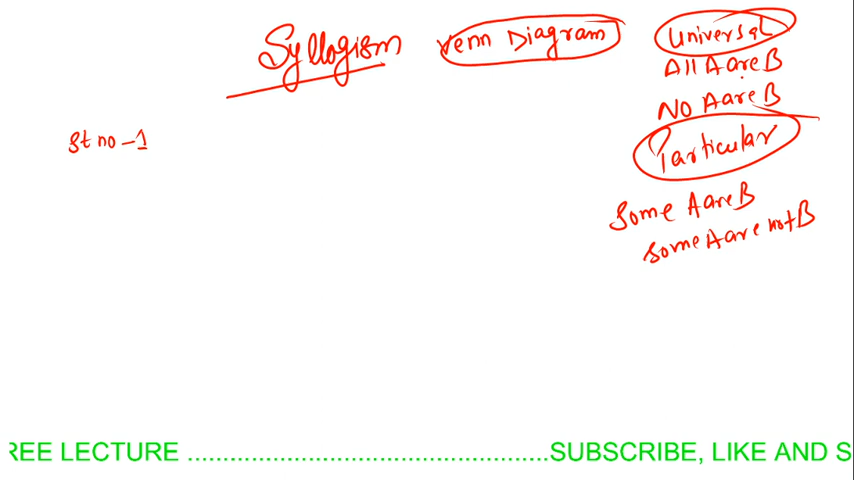 Syllogism Venn Diagram Universal
All A are B
NO A are B
Particular
St no -1
Some A are B
Some A are not B
REE LECTURE ..................................................SUBSCRIBE, LIKE AND S